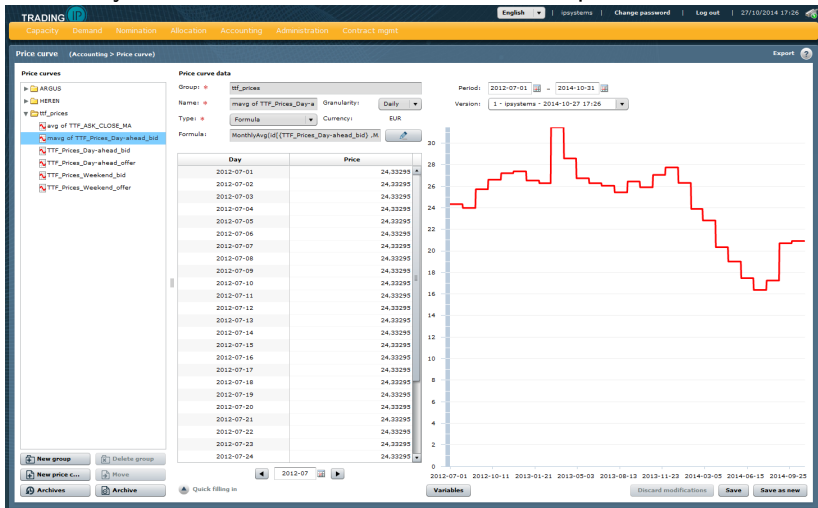 TRADING IP
English | ipsystems | Change password | Log out | 27/10/2014 17:26
Capacity Demand Nomination Allocation Accounting Administration Contract mgmt
Price curve (Accounting > Price curve) Export ?
Price curves
ARGUS
HEREN
ttf_prices
avg of TTF_ASK_CLOSE_MA
mavg of TTF_Prices_Day-ahead_bid
TTF_Prices_Day-ahead_bid
TTF_Prices_Day-ahead_offer
TTF_Prices_Weekend_bid
TTF_Prices_Weekend_offer
New group Delete group
New price c... Move
Archives Archive
Price curve data
Group: * ttf_prices
Name: * mavg of TTF_Prices_Day-a Granularity: Daily
Type: * Formula Currency: EUR
Formula: MonthlyAvg(id{[TTF_Prices_Day-ahead_bid} ,M
Day Price
2012-07-01 24,33295
2012-07-02 24,33295
2012-07-03 24,33295
2012-07-04 24,33295
2012-07-05 24,33295
2012-07-06 24,33295
2012-07-07 24,33295
2012-07-08 24,33295
2012-07-09 24,33295
2012-07-10 24,33295
2012-07-11 24,33295
2012-07-12 24,33295
2012-07-13 24,33295
2012-07-14 24,33295
2012-07-15 24,33295
2012-07-16 24,33295
2012-07-17 24,33295
2012-07-18 24,33295
2012-07-19 24,33295
2012-07-20 24,33295
2012-07-21 24,33295
2012-07-22 24,33295
2012-07-23 24,33295
2012-07-24 24,33295
2012-07
Quick filling in
Period: 2012-07-01 - 2014-10-31
Version: 1 - ipsystems - 2014-10-27 17:26
30
28
26
24
22
20
18
16
14
12
10
8
6
4
2
0
2012-07-01 2012-10-11 2013-01-21 2013-05-03 2013-08-13 2013-11-23 2014-03-05 2014-06-15 2014-09-25
Variables Discard modifications Save Save as new